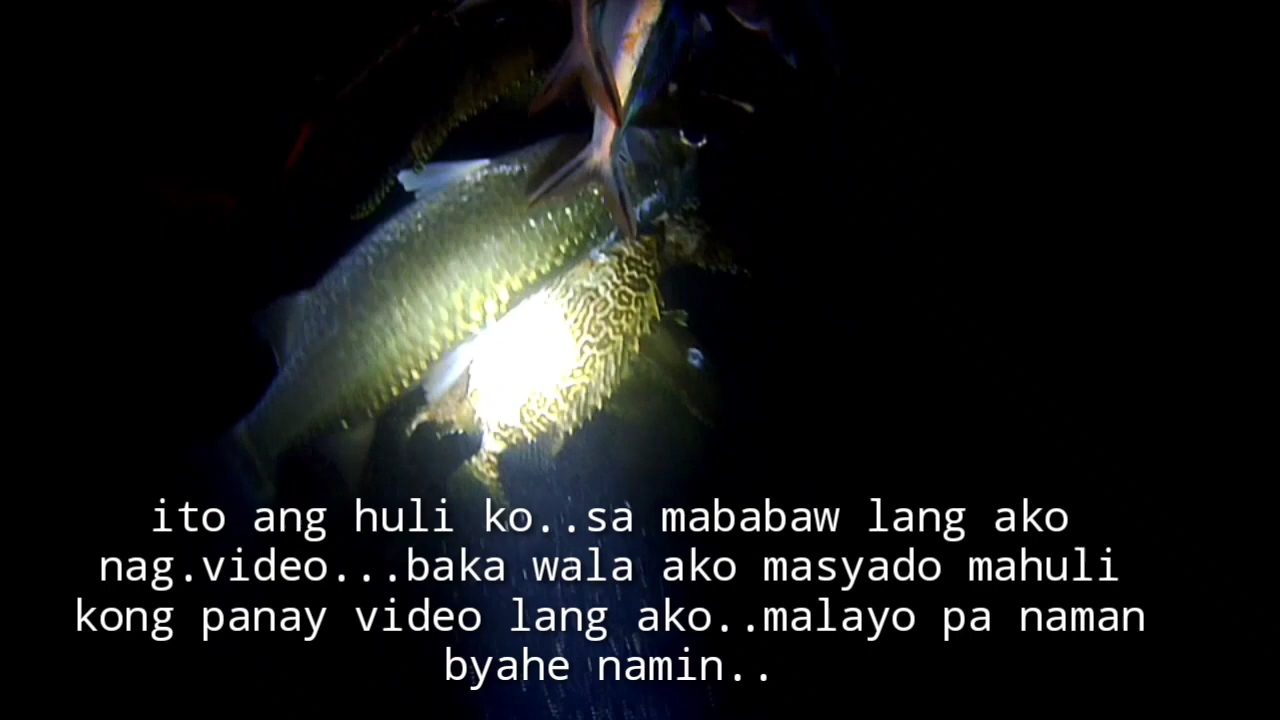 ito ang huli ko..sa mababaw lang ako
nag.video...baka wala ako masyado mahuli
kong panay video lang ako..malayo pa naman
byahe namin..